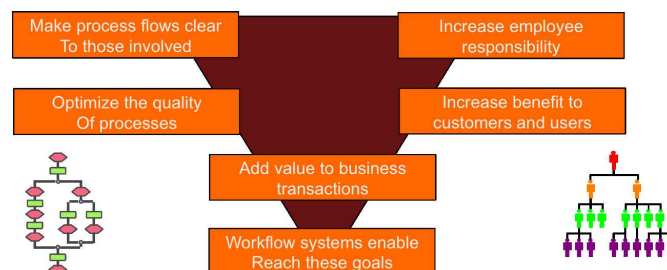 Make process flows clear
To those involved
Increase employee
responsibility
Optimize the quality
Of processes
Increase benefit to
customers and users
Add value to business
transactions
Workflow systems enable
Reach these goals